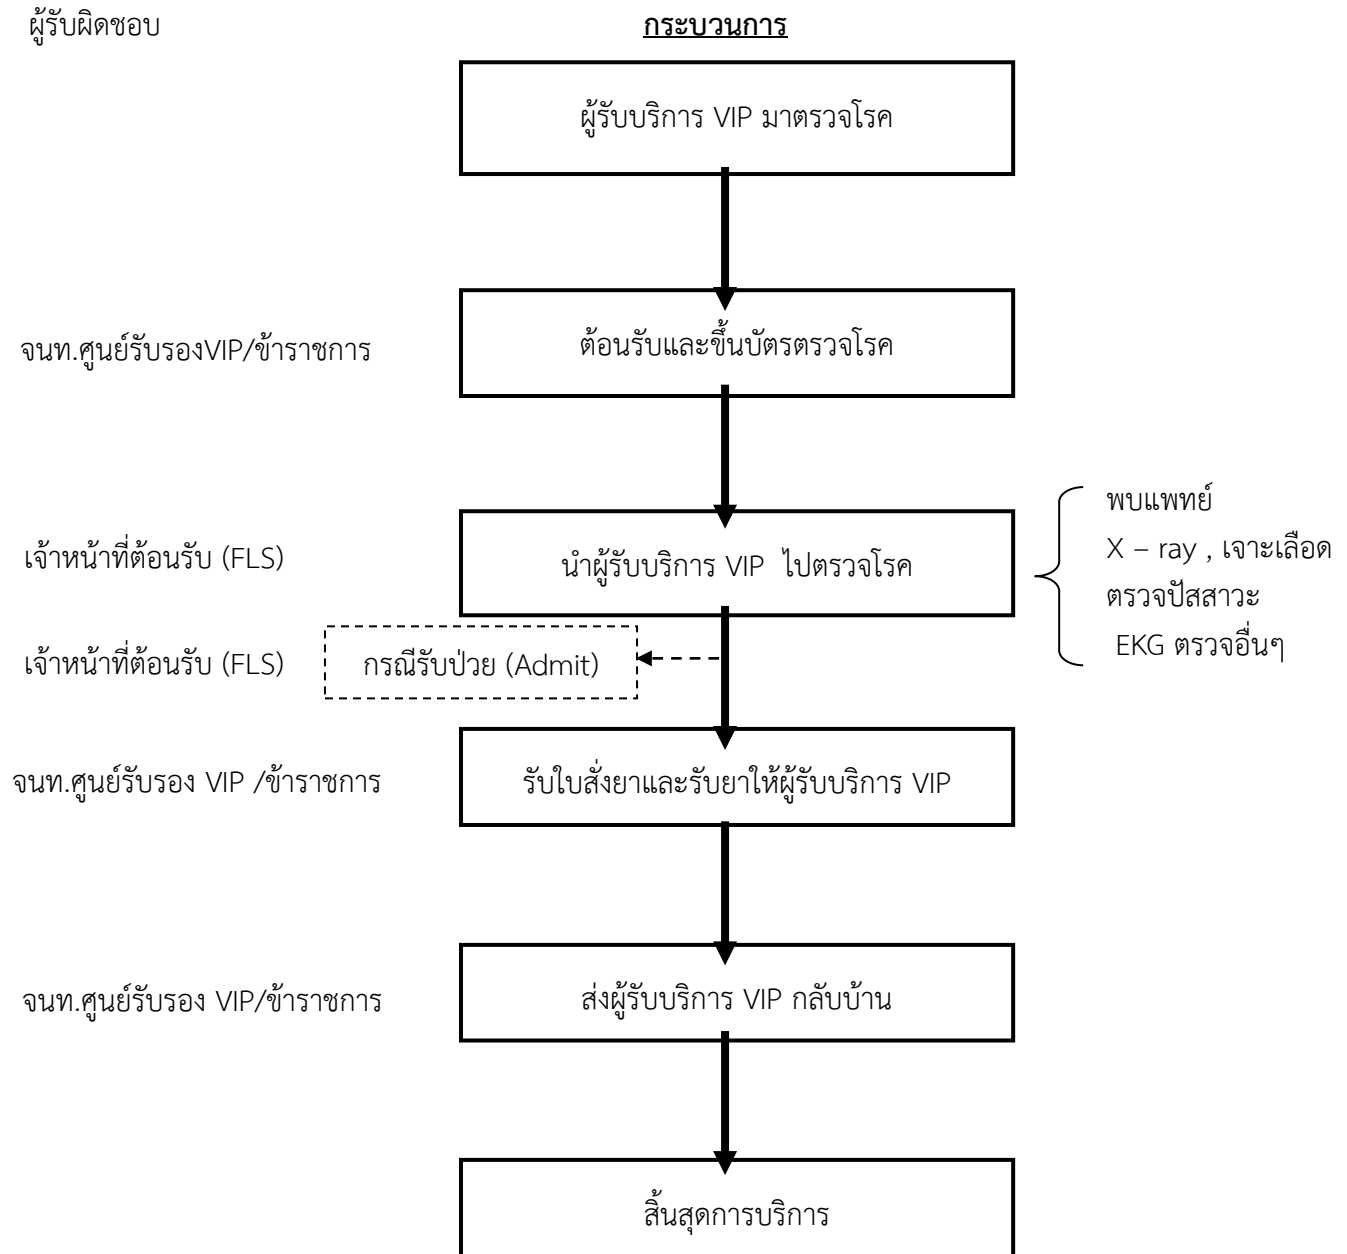 ผู้รับผิดชอบ
กระบวนการ
ผู้รับบริการ VIP มาตรวจโรค
จนท.ศูนย์รับรองVIP/ข้าราชการ
ต้อนรับและขึ้นบัตรตรวจโรค
เจ้าหน้าที่ต้อนรับ (FLS)
นำผู้รับบริการ VIP ไปตรวจโรค
พบแพทย์
X – ray , เจาะเลือด
ตรวจปัสสาวะ
EKG ตรวจอื่นๆ
เจ้าหน้าที่ต้อนรับ (FLS)
กรณีรับป่วย (Admit)
จนท.ศูนย์รับรอง VIP /ข้าราชการ
รับใบสั่งยาและรับยาให้ผู้รับบริการ VIP
จนท.ศูนย์รับรอง VIP/ข้าราชการ
ส่งผู้รับบริการ VIP กลับบ้าน
สิ้นสุดการบริการ